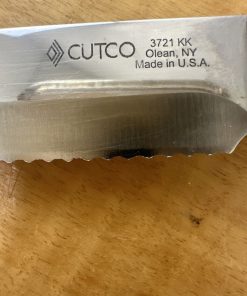 CUTCO
3721 KK
Olean, NY
Made in U.S.A.